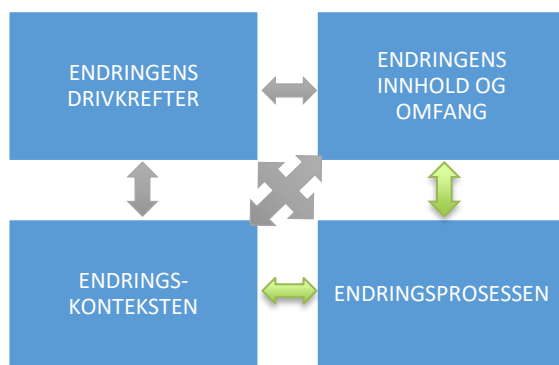 ENDRINGENS
DRIVKREFTER
ENDRINGENS
INNHOLD OG
OMFANG
ENDRINGS-
KONTEKSTEN
ENDRINGSPROSESSEN